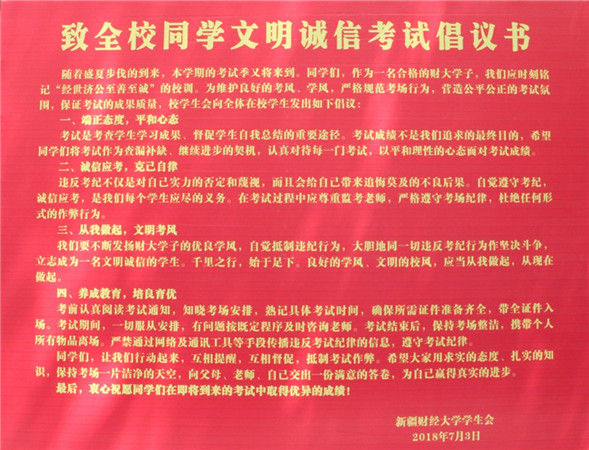 致全校同学文明诚信考试倡议书
随着盛夏步伐的到来，本学期的考试季又将来到。同学们，作为一名合格的财大学子，我们应时刻铭
记“经世济公至善至诚”的校训。为维护良好的考风、学风，严格规范考场行为，营造公平公正的考试氛
围，保证考试的成果质量，校学生会向全体在校学生发出如下倡议：
一、端正态度，平和心态
考试是考查学生学习成果、督促学生自我总结的重要途径。考试成绩不是我们追求的最终目的，希望
同学们将考试作为查漏补缺、继续进步的契机，认真对待每一门考试，以平和理性的心态面对考试成绩。
二、诚信应考，克己自律
违反考纪不仅是对自己实力的否定和蔑视，而且会给自己带来追悔莫及的不良后果。自觉遵守考纪，
诚信应考，是我们每个学生应尽的义务。在考试过程中应尊重监考老师，严格遵守考场纪律，杜绝任何形
式的作弊行为。
三、从我做起，文明考风
我们要不断发扬财大学子的优良学风，自觉抵制违纪行为，大胆地同一切违反考纪行为作坚决斗争，
立志成为一名文明诚信的学生。千里之行，始于足下。良好的学风、文明的校风，应当从我做起，从现在
做起。
四、养成教育，培良育优
考前认真阅读考试通知，知晓考场安排，熟记具体考试时间，确保所需证件准备齐全，带全证件入
场。考试期间，一切服从安排，有问题按既定程序及时咨询老师。考试结束后，保持考场整洁，携带个人
所有物品离场。严禁通过网络及通讯工具等手段传播违反考试纪律的信息，遵守考试纪律。
同学们，让我们行动起来，互相提醒，互相督促，抵制考试作弊。希望大家用求实的态度、扎实的知
识，保持考场一片洁净的天空，向父母、老师、自己交出一份满意的答卷，为自己赢得真实的进步。
最后，衷心祝愿同学们在即将到来的考试中取得优异的成绩！
新疆财经大学学生会
2018年7月3日